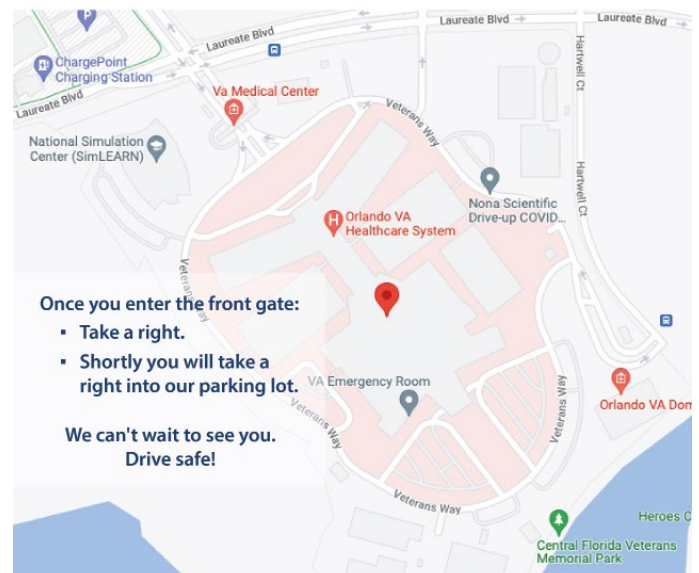 Laureate Blvd
Laureate Blvd
Laureate Blvd
ChargePoint
Charging Station
Laureate Blvd
Va Medical Center
Veterans Way
Hartwell Ct
National Simulation
Center (SimLEARN)
Nona Scientific
Drive-up COVID...
Hartwell Ct
H
Orlando VA
Healthcare System
Veterans Way
Once you enter the front gate:
▪ Take a right.
▪ Shortly you will take a
right into our parking lot.
We can't wait to see you.
Drive safe!
VA Emergency Room
Veterans Way
Veterans Way
Orlando VA Dom
Veterans Way
Heroes C
Central Florida Veterans
Memorial Park
P